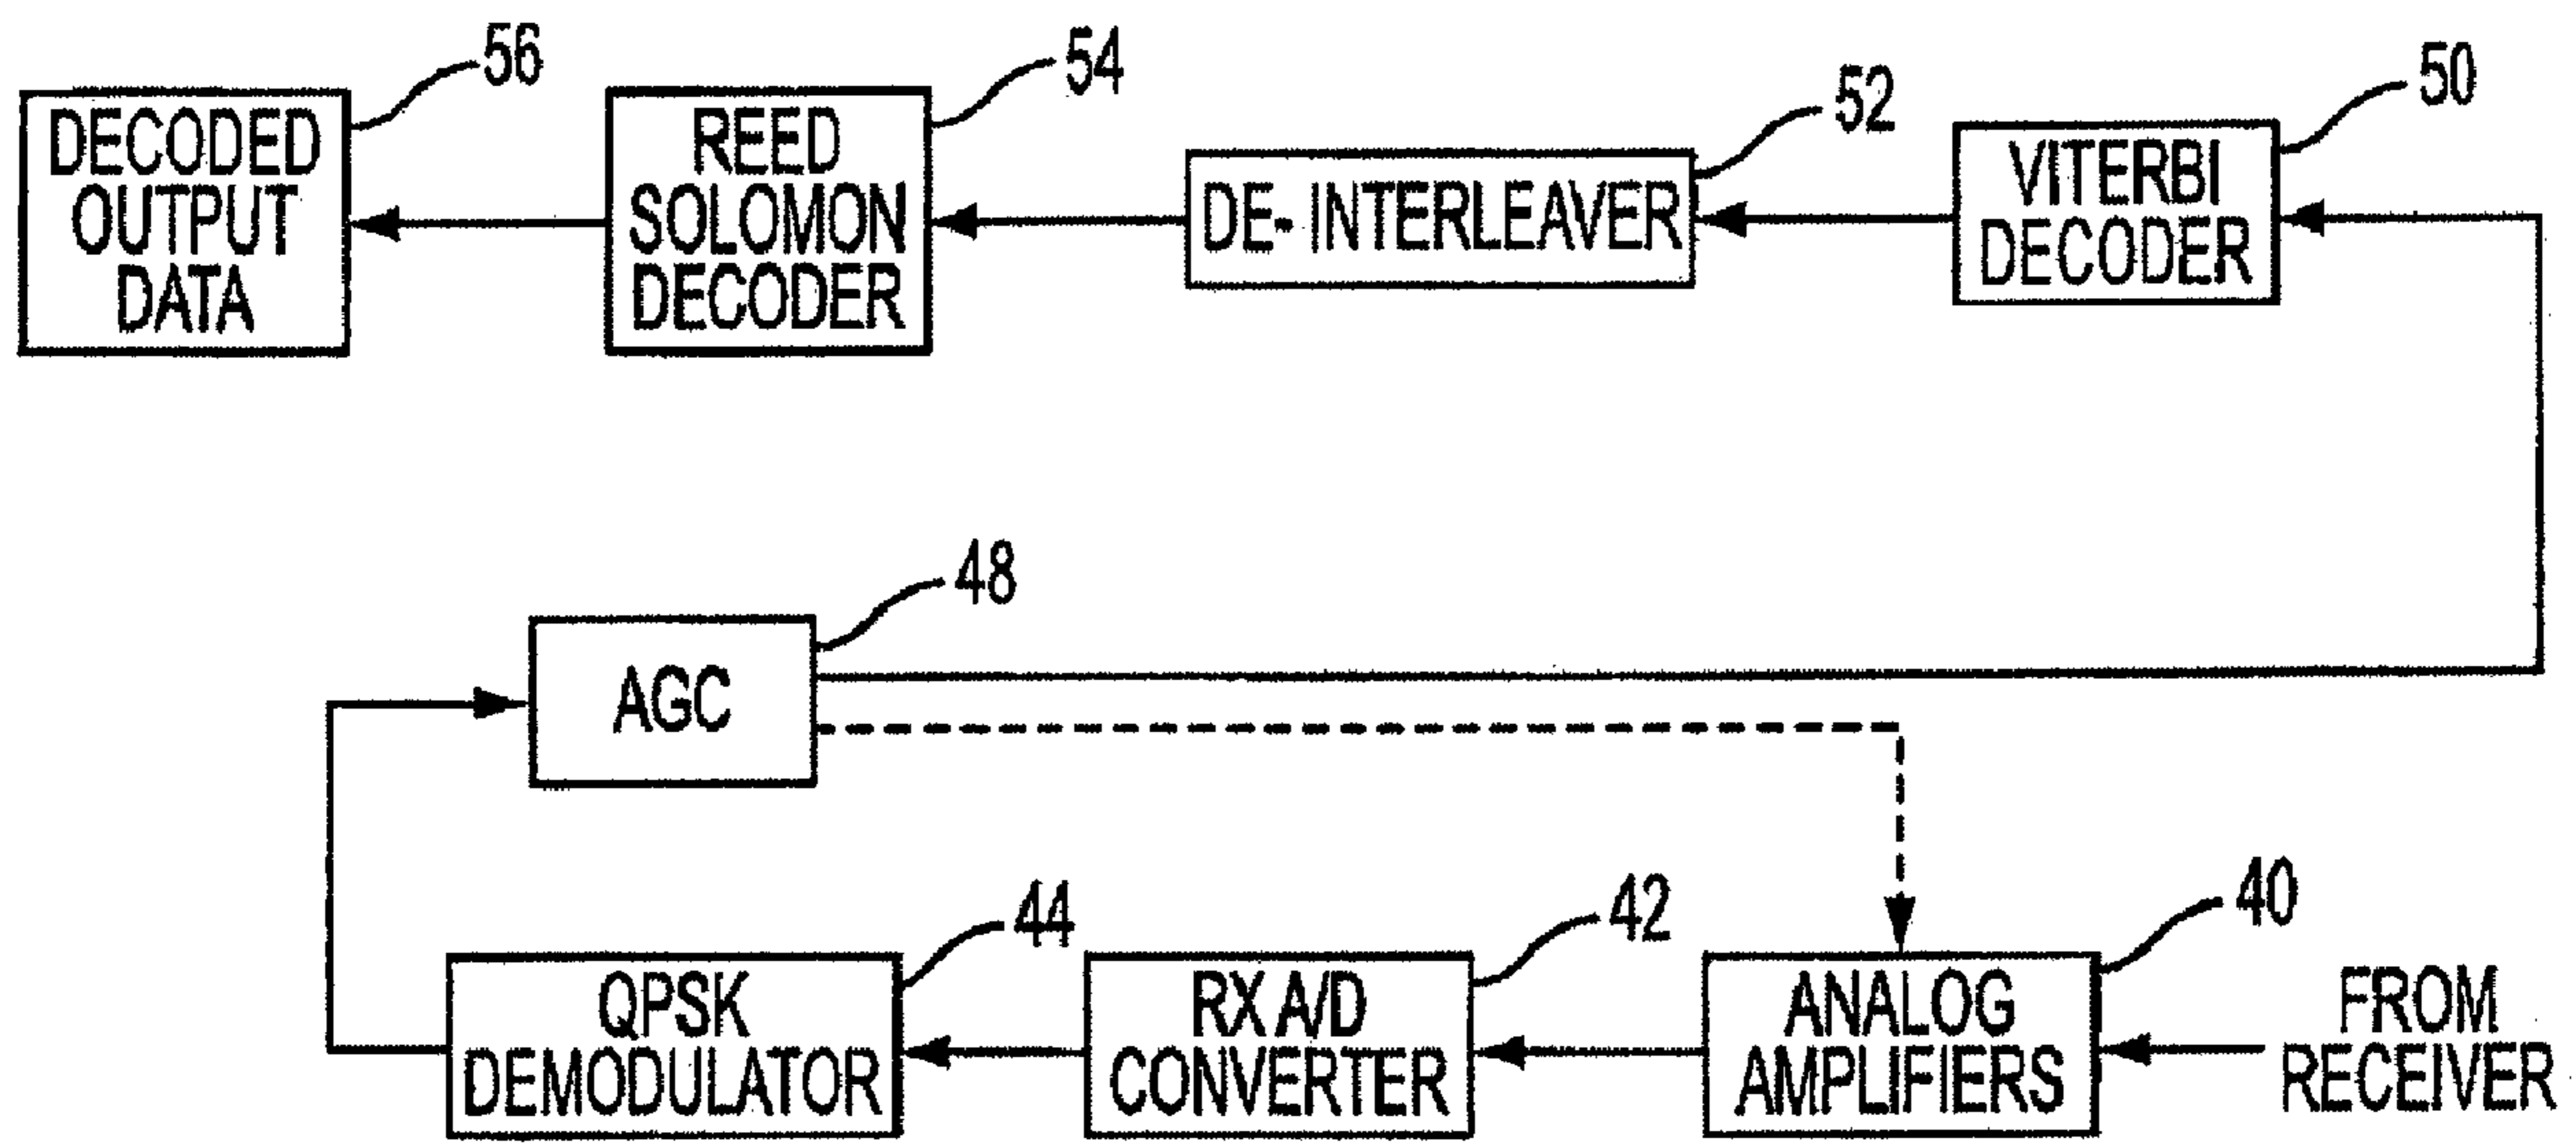 56
DECODED
OUTPUT
DATA
54
REED
SOLOMON
DECODER
52
DE- INTERLEAVER
50
VITERBI
DECODER
48
AGC
44
QPSK
DEMODULATOR
42
RX A/D
CONVERTER
40
ANALOG
AMPLIFIERS
FROM
RECEIVER